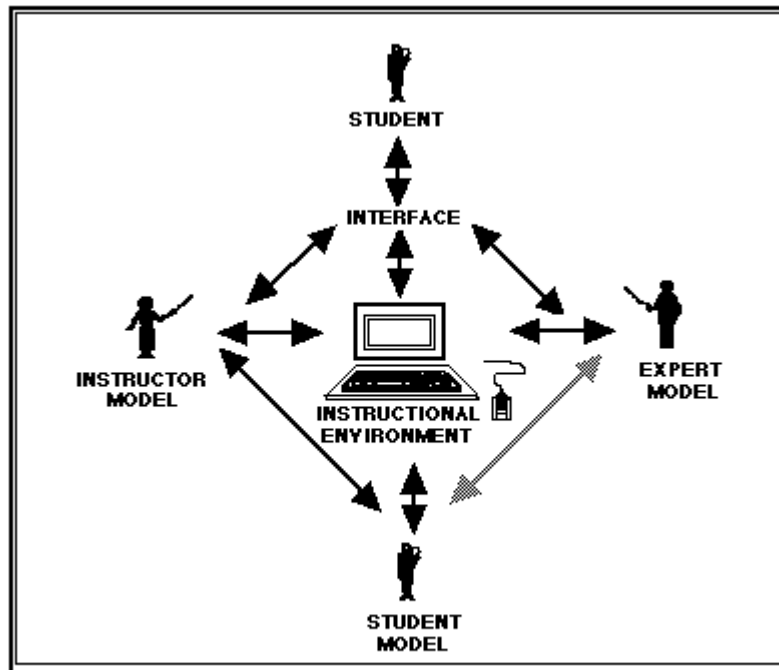 STUDENT
INTERFACE
INSTRUCTOR
MODEL
EXPERT
MODEL
INSTRUCTIONAL
ENVIRONMENT
STUDENT
MODEL